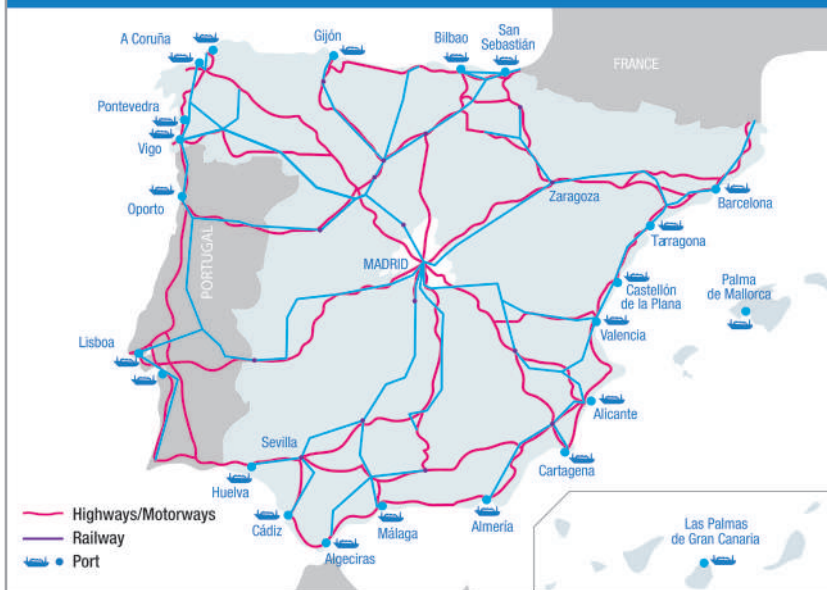 A Coruña
Gijón
Bilbao
San
Sebastián
FRANCE
Pontevedra
Vigo
Oporto
Zaragoza
Barcelona
Tarragona
PORTUGAL
MADRID
Castellón
de la Plana
Palma
de Mallorca
Valencia
Lisboa
Alicante
Sevilla
Cartagena
Huelva
Cádiz
Málaga
Almería
Algeciras
Highways/Motorways
Railway
Port
Las Palmas
de Gran Canaria